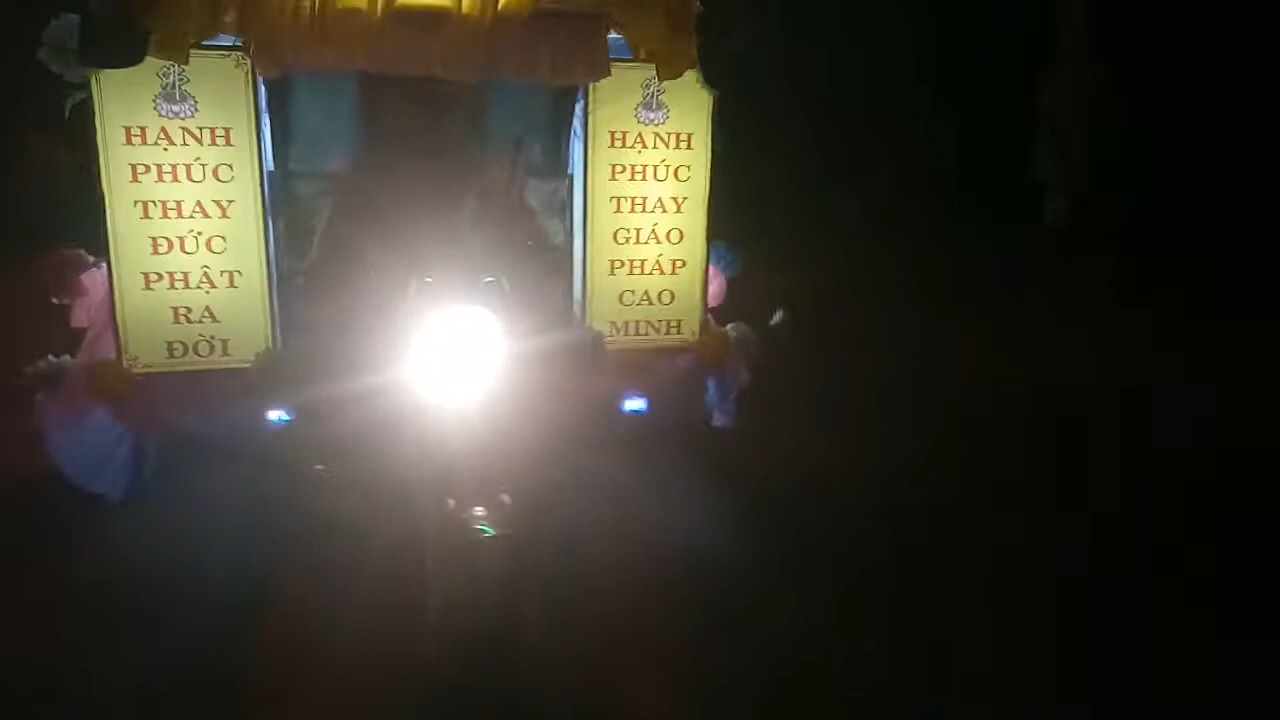 HẠNH
PHÚC
THAY
ĐỨC
PHẬT
RA
ĐỜI
HẠNH
PHÚC
THAY
GIÁO
PHÁP
CAO
MINH